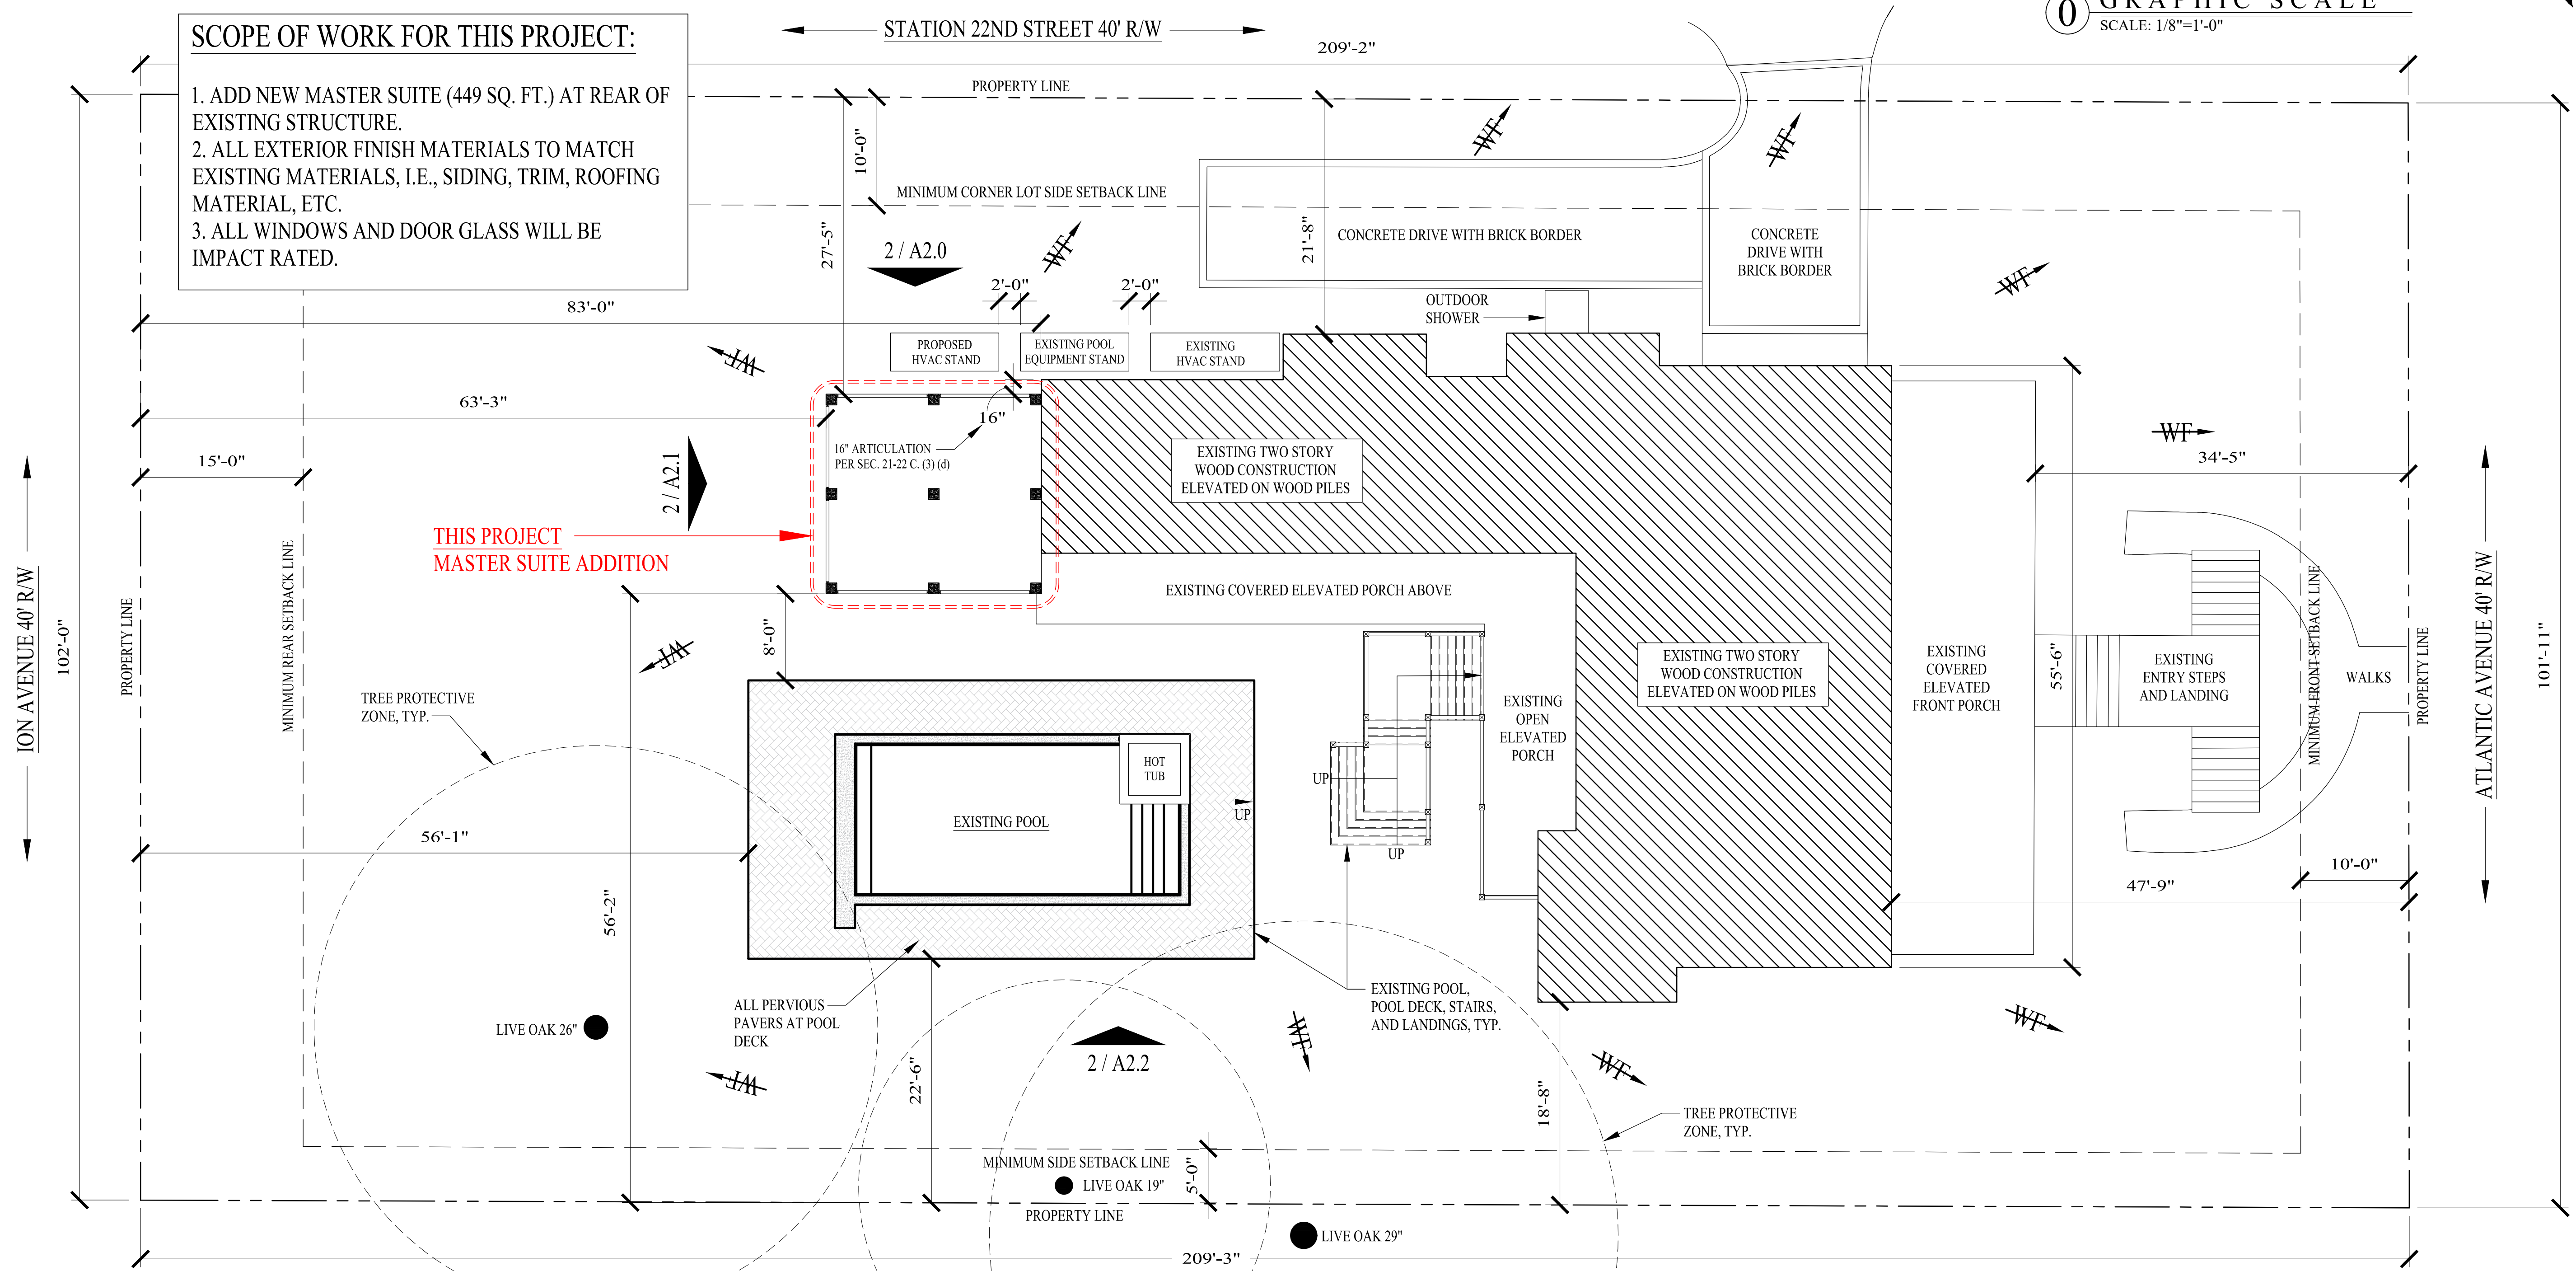 GRAPHIC SCALE
0
SCALE: 1/8"=1'-0"
STATION 22ND STREET 40' R/W
209'-2"
SCOPE OF WORK FOR THIS PROJECT:
1. ADD NEW MASTER SUITE (449 SQ. FT.) AT REAR OF
EXISTING STRUCTURE.
2. ALL EXTERIOR FINISH MATERIALS TO MATCH
EXISTING MATERIALS, I.E., SIDING, TRIM, ROOFING
MATERIAL, ETC.
3. ALL WINDOWS AND DOOR GLASS WILL BE
IMPACT RATED.
PROPERTY LINE
10'-0"
MINIMUM CORNER LOT SIDE SETBACK LINE
27'-5"
2 / A2.0
WF
WF
WF
21'-8"
CONCRETE DRIVE WITH BRICK BORDER
CONCRETE
DRIVE WITH
BRICK BORDER
WF
2'-0"
2'-0"
OUTDOOR
SHOWER
83'-0"
PROPOSED
HVAC STAND
EXISTING POOL
EQUIPMENT STAND
EXISTING
HVAC STAND
WF
63'-3"
16"
16" ARTICULATION
PER SEC. 21-22 C. (3) (d)
15'-0"
2 / A2.1
EXISTING TWO STORY
WOOD CONSTRUCTION
ELEVATED ON WOOD PILES
WF
34'-5"
THIS PROJECT
MASTER SUITE ADDITION
ION AVENUE 40' R/W
102'-0"
PROPERTY LINE
MINIMUM REAR SETBACK LINE
EXISTING COVERED ELEVATED PORCH ABOVE
8'-0"
WF
TREE PROTECTIVE
ZONE, TYP.
EXISTING TWO STORY
WOOD CONSTRUCTION
ELEVATED ON WOOD PILES
EXISTING
COVERED
ELEVATED
FRONT PORCH
55'-6"
EXISTING
ENTRY STEPS
AND LANDING
MINIMUM FRONT SETBACK LINE
WALKS
PROPERTY LINE
ATLANTIC AVENUE 40' R/W
101'-11"
EXISTING
OPEN
ELEVATED
PORCH
HOT
TUB
UP
UP
UP
EXISTING POOL
56'-1"
56'-2"
10'-0"
47'-9"
ALL PERVIOUS
PAVERS AT POOL
DECK
EXISTING POOL,
POOL DECK, STAIRS,
AND LANDINGS, TYP.
LIVE OAK 26"
WF
22'-6"
2 / A2.2
WF
WF
WF
18'-8"
TREE PROTECTIVE
ZONE, TYP.
MINIMUM SIDE SETBACK LINE
5'-0"
LIVE OAK 19"
PROPERTY LINE
LIVE OAK 29"
209'-3"